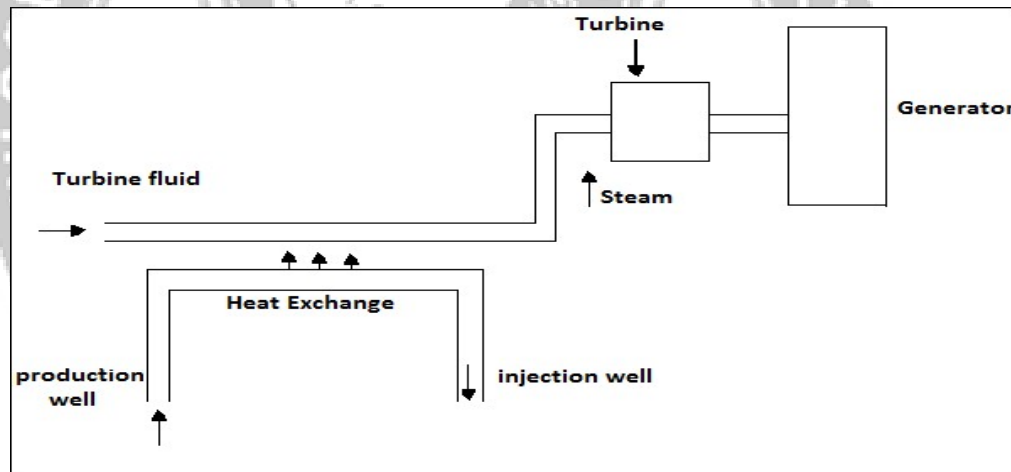 Turbine
Generator
Turbine fluid
Steam
Heat Exchange
production
well
injection well